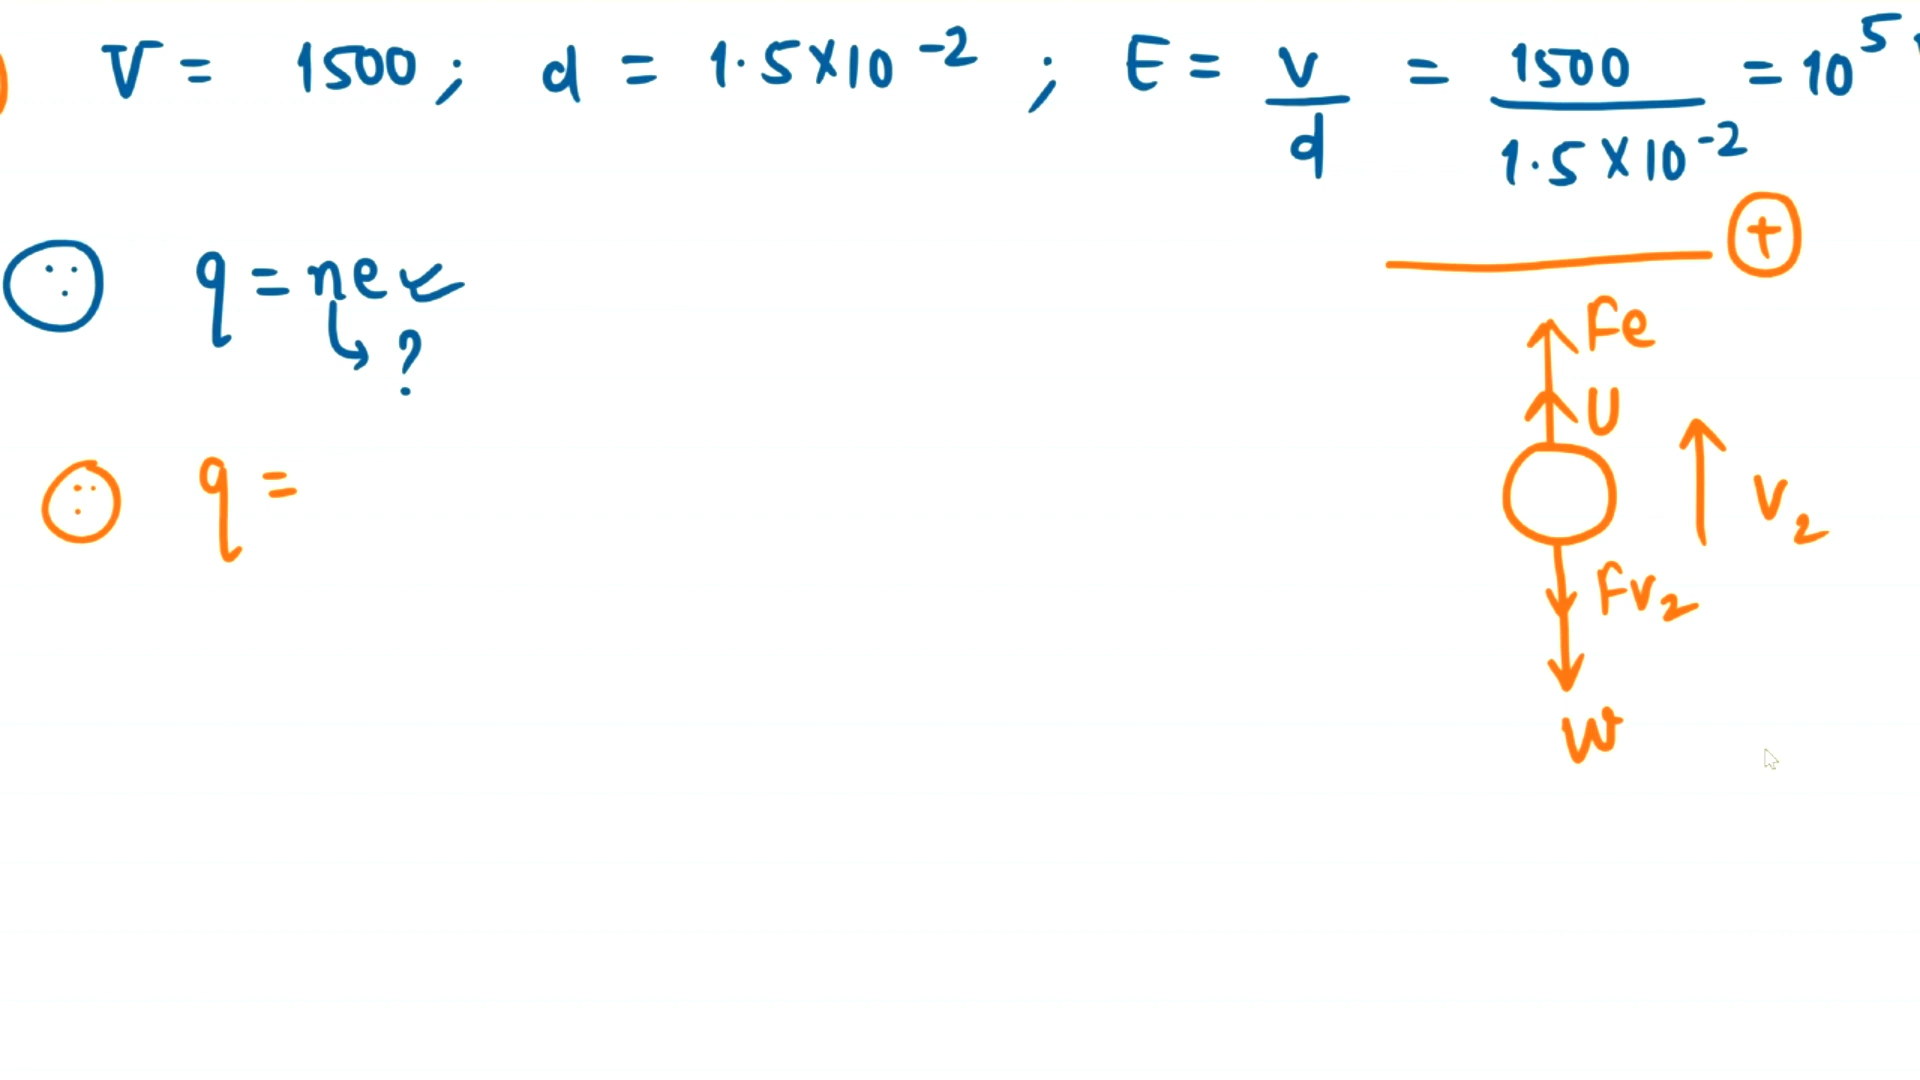 V = 1500 ; d = 1.5×10⁻² ; E = v/d = 1500/1.5×10⁻² = 10⁵
+
∵ q = ne ✓
?
Fe
U
∵ q =
V₂
Fv₂
W